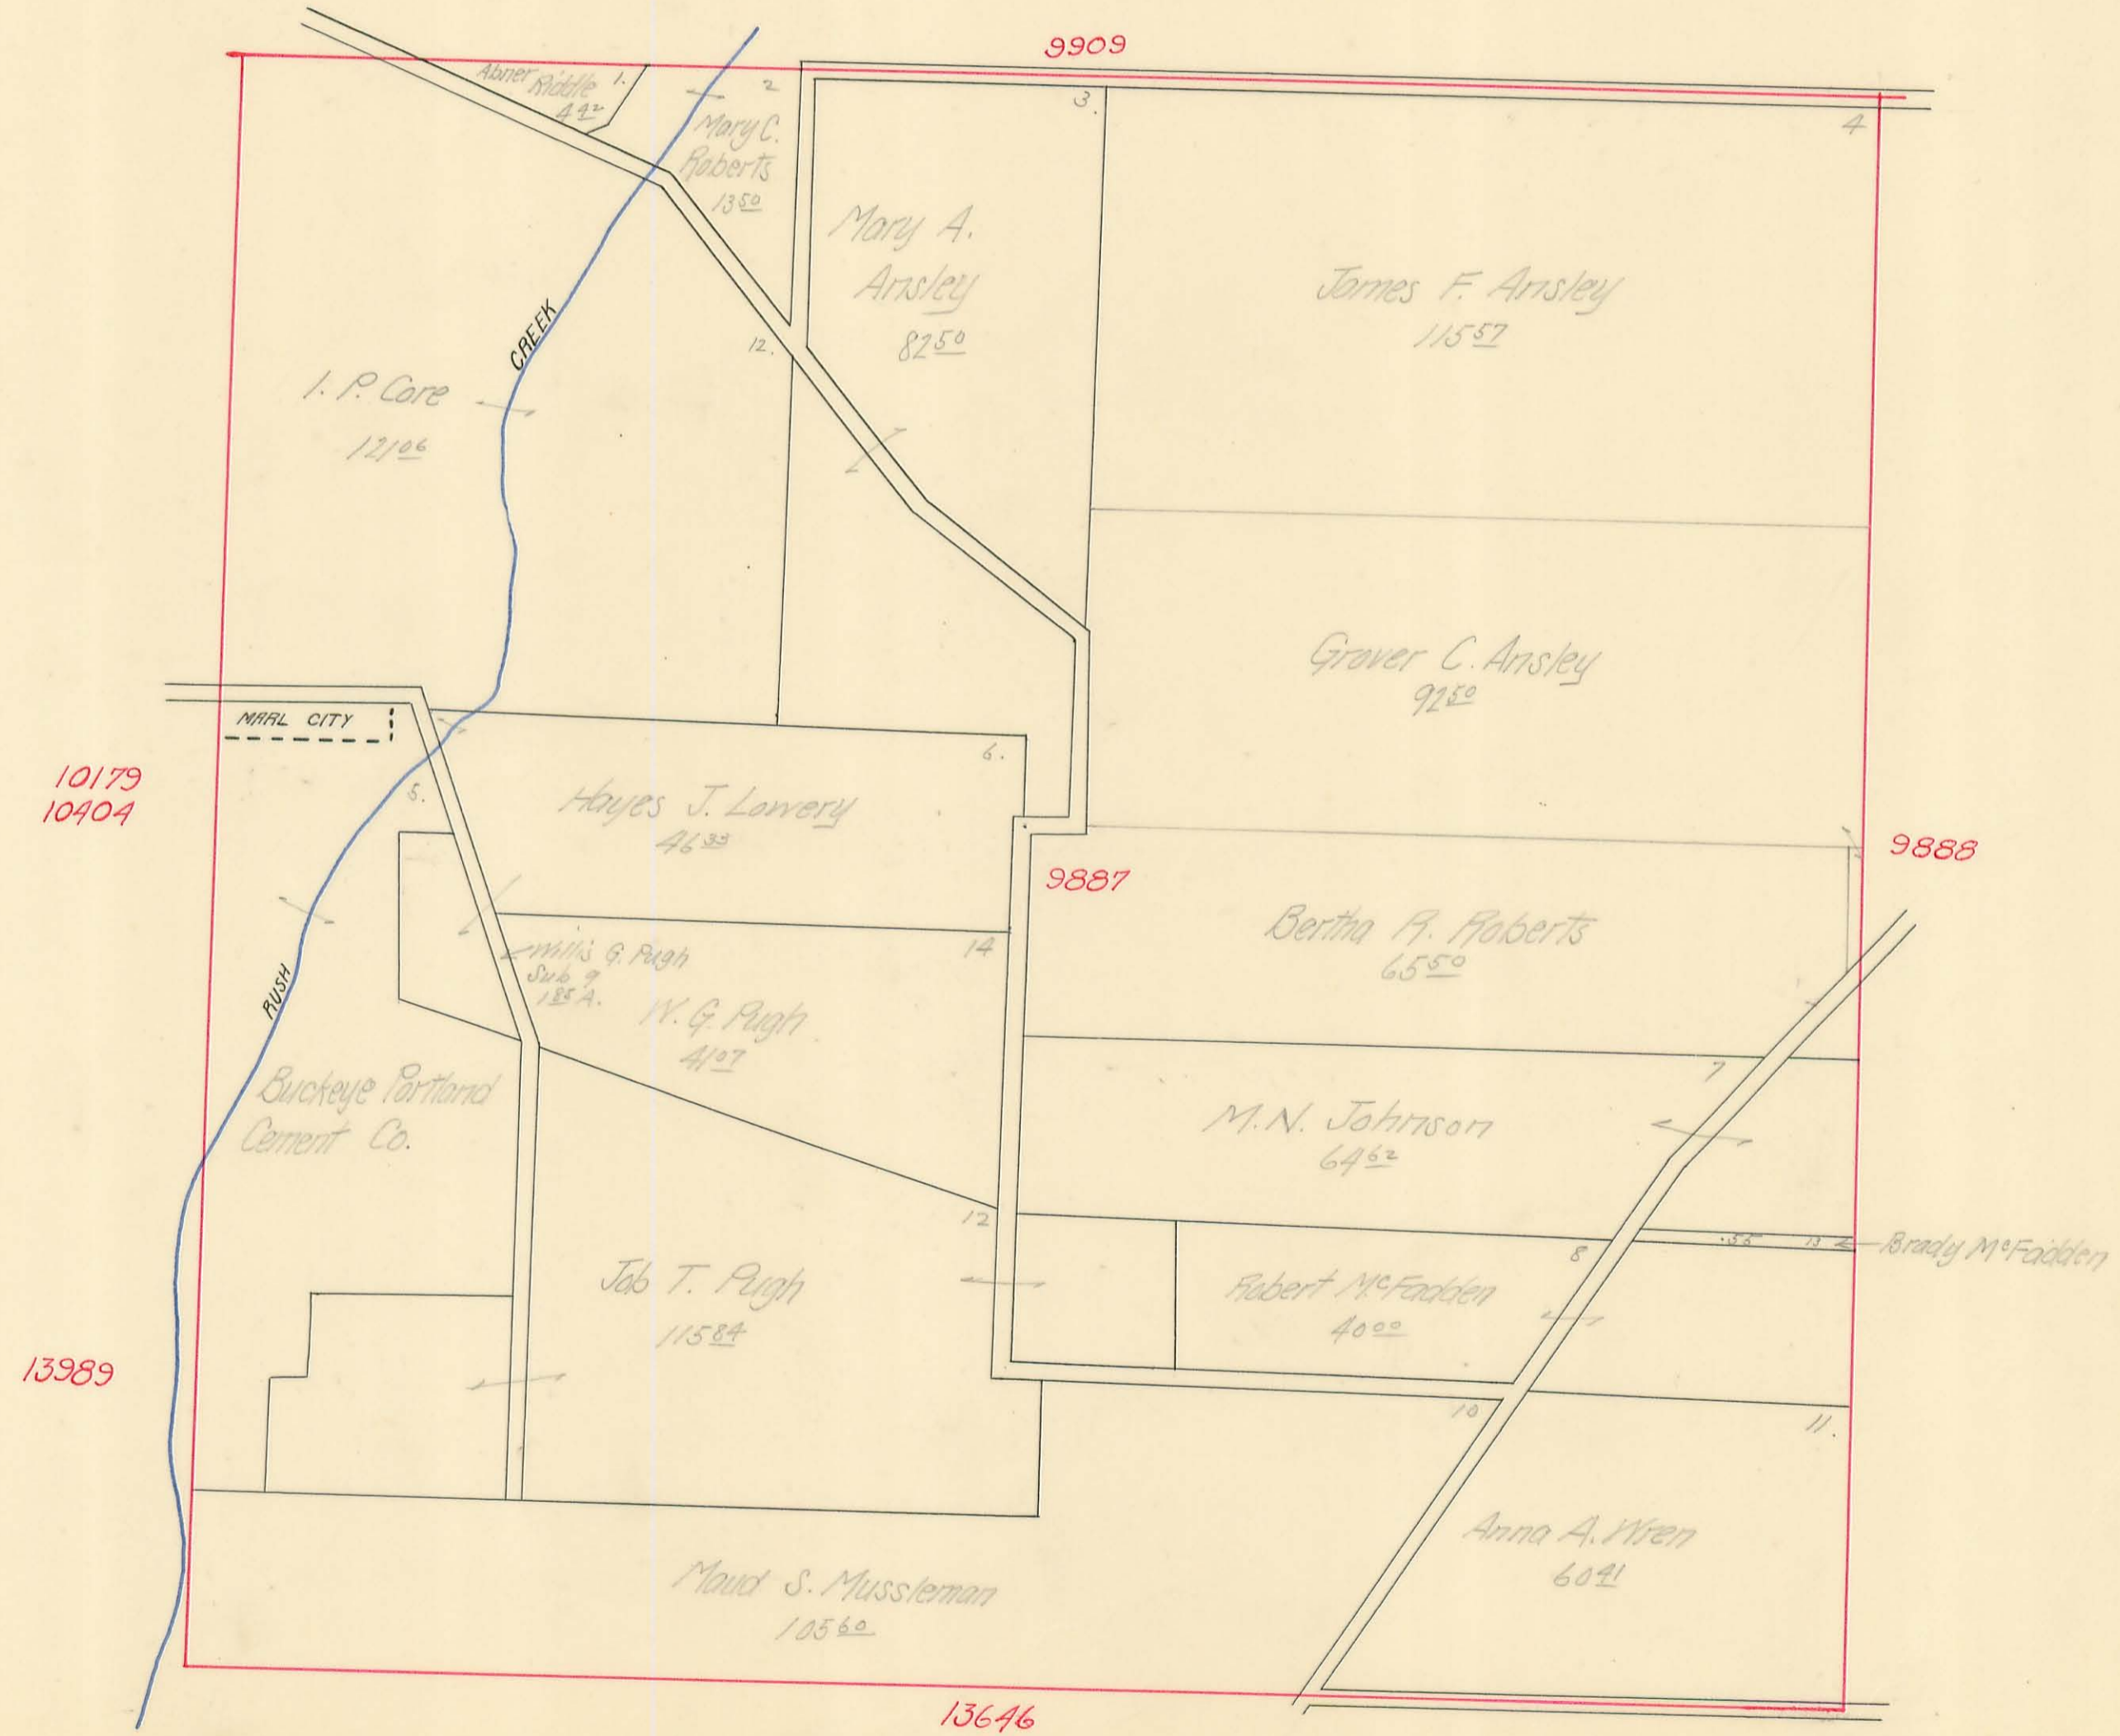 9909
Abner
Riddle 1.
4 42
2
Mary C.
Roberts
13 50
3.
4
Mary A.
Ansley
82 50
James F. Ansley
115 57
CREEK
12.
I. P. Core
121 06
Grover C. Ansley
92 50
MARL CITY
10179
10404
5.
6.
Hayes J. Lowery
46 33
9887
9888
14
Willis G. Pugh
Sub 9
1 85 A.
W. G. Pugh
41 07
Bertha R. Roberts
65 50
RUSH
Buckeye Portland
Cement Co.
7
M. N. Johnson
64 62
12
8
.55
13
Brady McFadden
Job T. Pugh
115 84
Robert McFadden
40 00
13989
10
11.
Anna A. Wren
60 41
Maud S. Mussleman
105 60
13646